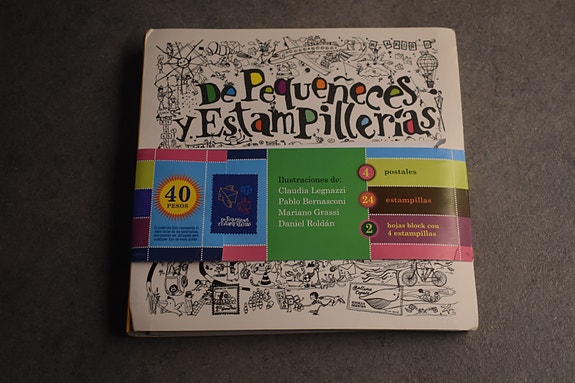 De Pequeñeces
y Estampillerías
40
PESOS
Ilustraciones de:
Claudia Legnazzi
Pablo Bernasconi
Mariano Grassi
Daniel Roldán
4 postales
24 estampillas
2 hojas block con
4 estampillas